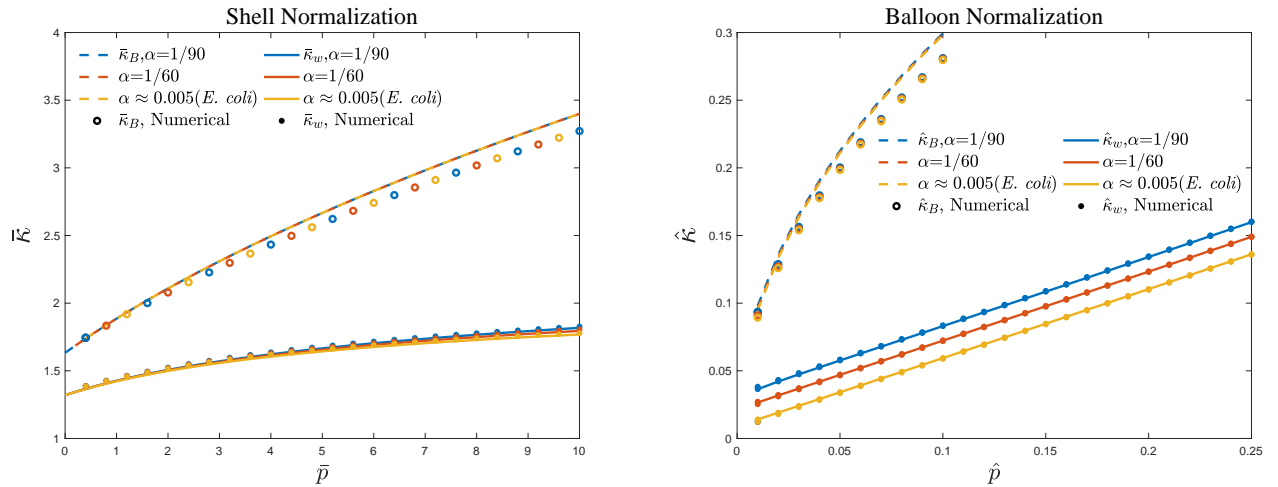 Shell Normalization
4
3.5
3
2.5
2
1.5
1
κ̄
κ̄_B,α=1/90
α=1/60
α ≈ 0.005(E. coli)
κ̄_B, Numerical
κ̄_w,α=1/90
α=1/60
α ≈ 0.005(E. coli)
κ̄_w, Numerical
0 1 2 3 4 5 6 7 8 9 10
p̄
Balloon Normalization
0.3
0.25
0.2
0.15
0.1
0.05
0
κ̂
κ̂_B,α=1/90
α=1/60
α ≈ 0.005(E. coli)
κ̂_B, Numerical
κ̂_w,α=1/90
α=1/60
α ≈ 0.005(E. coli)
κ̂_w, Numerical
0 0.05 0.1 0.15 0.2 0.25
p̂